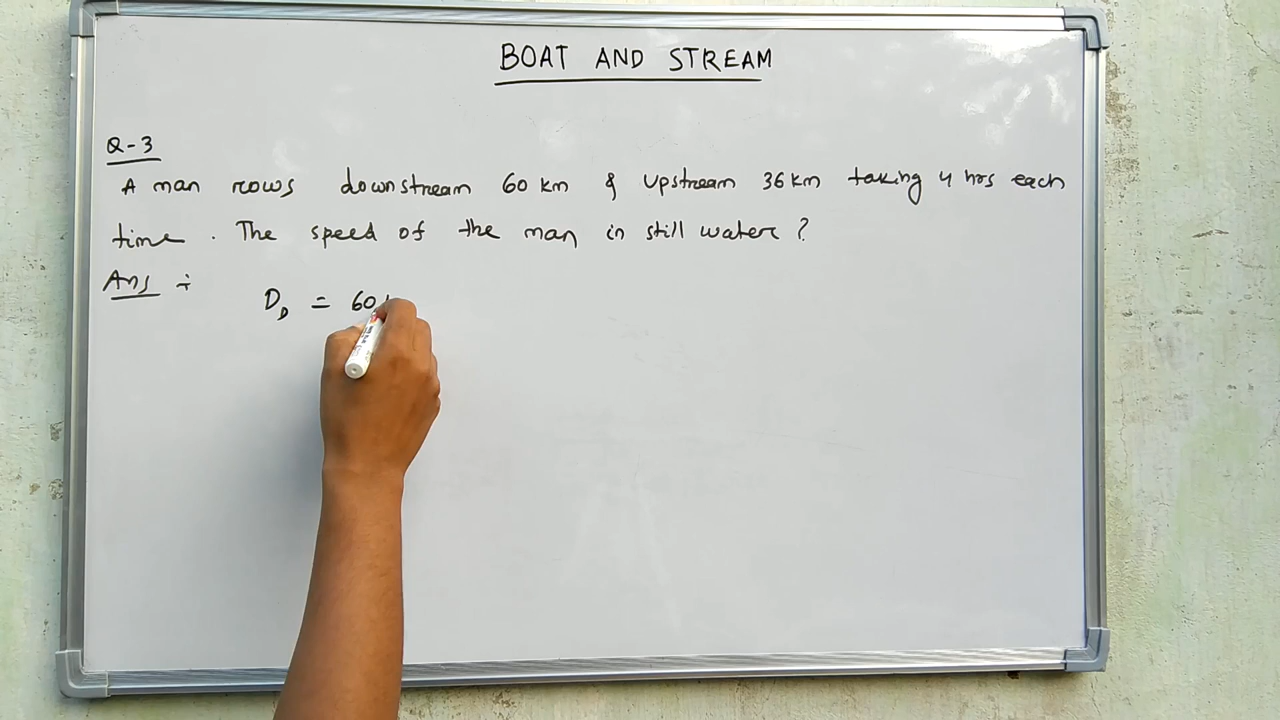 BOAT AND STREAM
Q-3
A man rows downstream 60 km & upstream 36 km taking 4 hrs each
time. The speed of the man in still water?
Ans ÷
D_D = 60